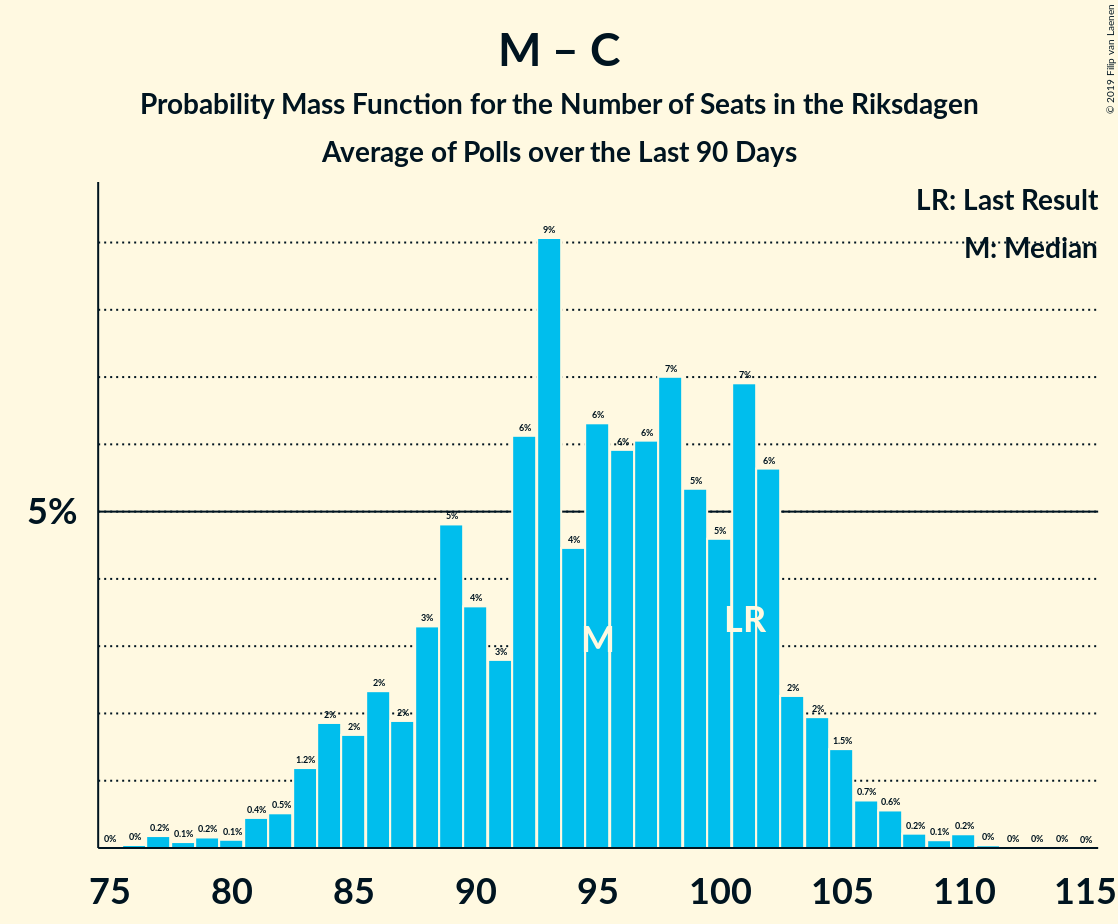 M – C
Probability Mass Function for the Number of Seats in the Riksdagen
Average of Polls over the Last 90 Days
© 2019 Filip van Laenen
LR: Last Result
M: Median
5%
0% 0% 0.2% 0.1% 0.2% 0.1% 0.4% 0.5% 1.2% 2% 2% 2% 2% 3% 5% 4% 3% 6% 9% 4% 6% 6% 6% 7% 5% 5% 7% 6% 2% 2% 1.5% 0.7% 0.6% 0.2% 0.1% 0.2% 0% 0% 0% 0% 0%
M
LR
75 80 85 90 95 100 105 110 115